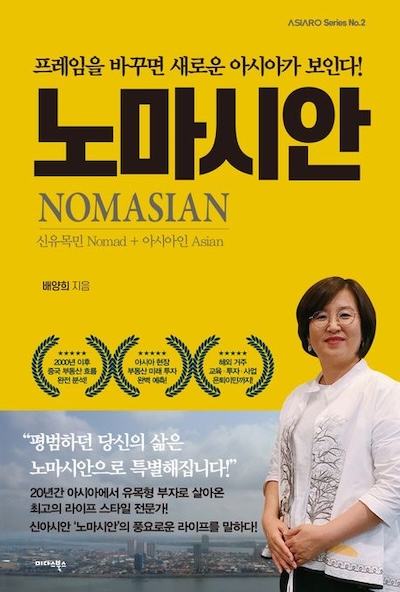 ASIARO Series No.2
프레임을 바꾸면 새로운 아시아가 보인다!
노마시안
NOMASIAN
신유목민 Nomad + 아시아인 Asian
배양희 지음
★★★★★
2000년 이후
중국 부동산 흐름
완전 분석!
★★★★★
아시아 현장
부동산 미래 투자
완벽 예측!
★★★★★
해외 거주
교육·투자·사업
은퇴이민까지!
“평범하던 당신의 삶은
노마시안으로 특별해집니다!”
20년간 아시아에서 유목형 부자로 살아온
최고의 라이프 스타일 전문가!
신아시안 ‘노마시안’의 풍요로운 라이프를 말하다!
미다스북스